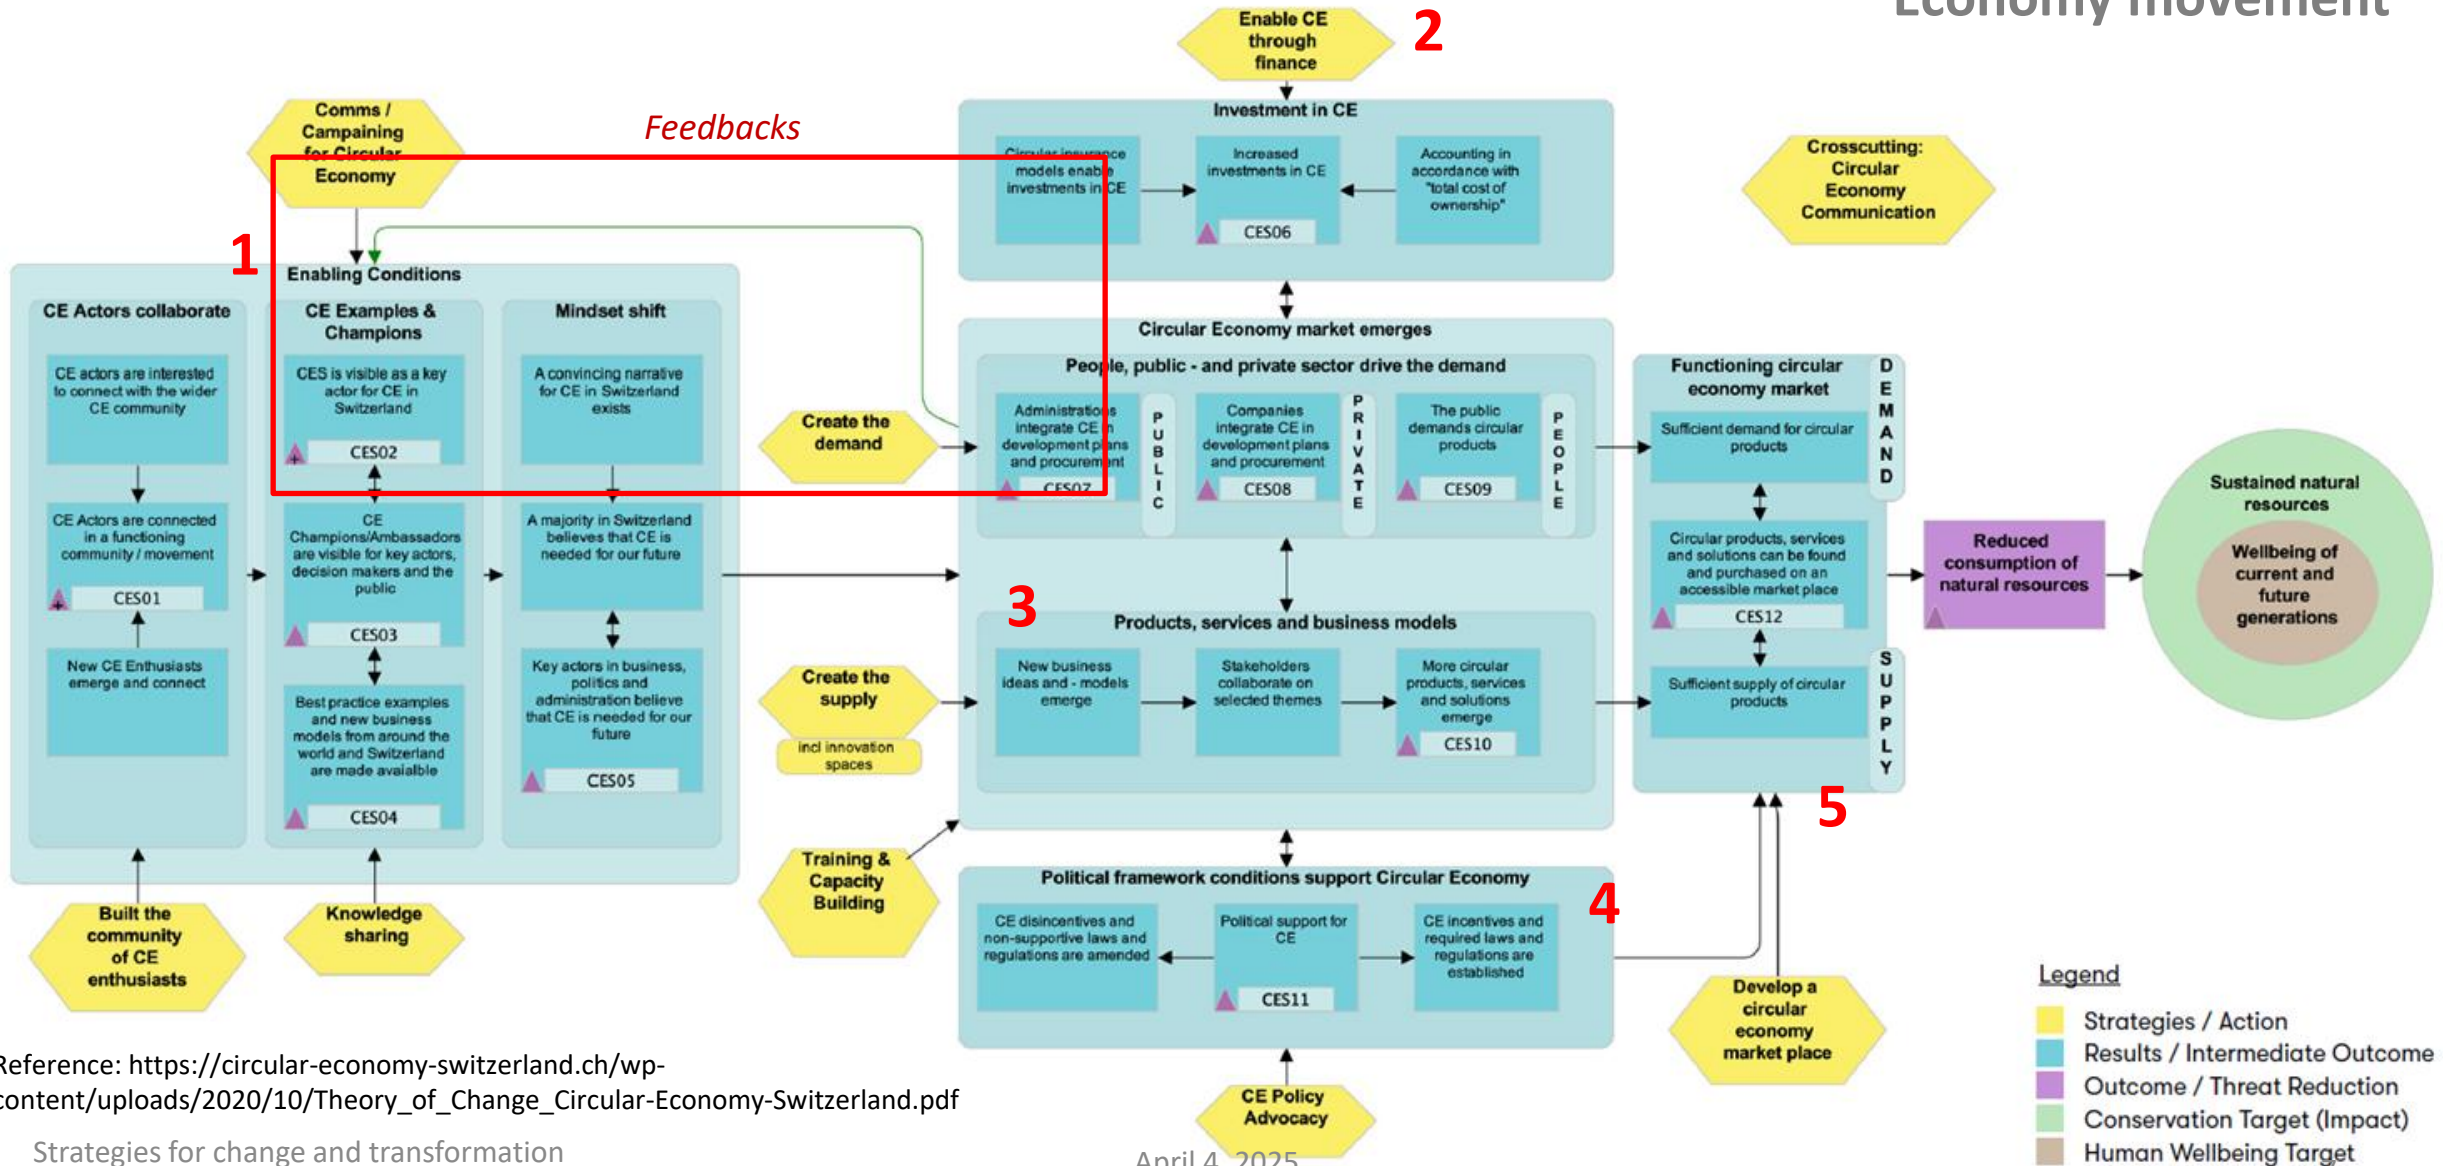 Economy movement
Enable CE
through
finance
2
Comms /
Campaining
for Circular
Economy
Feedbacks
Investment in CE
Circular insurance
models enable
investments in CE
Increased
investments in CE
CES06
Accounting in
accordance with
"total cost of
ownership"
Crosscutting:
Circular
Economy
Communication
1
Enabling Conditions
CE Actors collaborate
CE actors are interested
to connect with the wider
CE community
CE Actors are connected
in a functioning
community / movement
CES01
New CE Enthusiasts
emerge and connect
CE Examples &
Champions
CES is visible as a key
actor for CE in
Switzerland
CES02
CE
Champions/Ambassadors
are visible for key actors,
decision makers and the
public
CES03
Best practice examples
and new business
models from around the
world and Switzerland
are made avaialble
CES04
Mindset shift
A convincing narrative
for CE in Switzerland
exists
A majority in Switzerland
believes that CE is
needed for our future
Key actors in business,
politics and
administration believe
that CE is needed for our
future
CES05
Built the
community
of CE
enthusiasts
Knowledge
sharing
Circular Economy market emerges
People, public - and private sector drive the demand
Create the
demand
Administrations
integrate CE in
development plans
and procurement
CES07
PUBLIC
Companies
integrate CE in
development plans
and procurement
CES08
PRIVATE
The public
demands circular
products
CES09
PEOPLE
3
Products, services and business models
Create the
supply
incl innovation
spaces
New business
ideas and - models
emerge
Stakeholders
collaborate on
selected themes
More circular
products, services
and solutions
emerge
CES10
Training &
Capacity
Building
Political framework conditions support Circular Economy
4
CE disincentives and
non-supportive laws and
regulations are amended
Political support for
CE
CES11
CE incentives and
required laws and
regulations are
established
CE Policy
Advocacy
Functioning circular
economy market
DEMAND
Sufficient demand for circular
products
Circular products, services
and solutions can be found
and purchased on an
accessible market place
CES12
Sufficient supply of circular
products
SUPPLY
5
Develop a
circular
economy
market place
Reduced
consumption of
natural resources
Sustained natural
resources
Wellbeing of
current and
future
generations
Legend
Strategies / Action
Results / Intermediate Outcome
Outcome / Threat Reduction
Conservation Target (Impact)
Human Wellbeing Target
Reference: https://circular-economy-switzerland.ch/wp-
content/uploads/2020/10/Theory_of_Change_Circular-Economy-Switzerland.pdf
Strategies for change and transformation
April 4, 2025